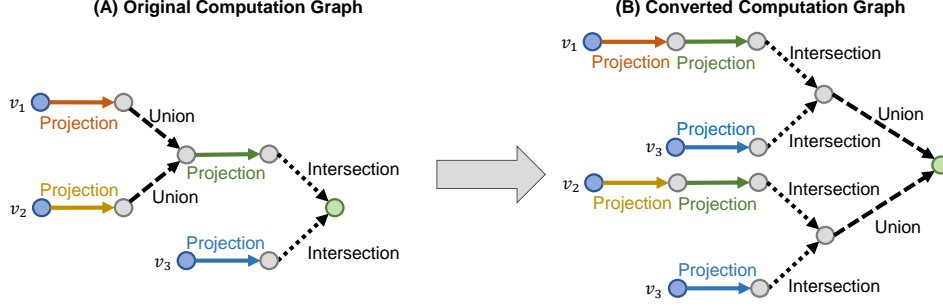 (A) Original Computation Graph
v1
Projection
Union
Projection
v2
Union
Projection
Intersection
Projection
v3
Intersection
(B) Converted Computation Graph
v1
Projection
Projection
Intersection
Projection
v3
Intersection
Union
v2
Projection
Projection
Intersection
Union
Projection
v3
Intersection